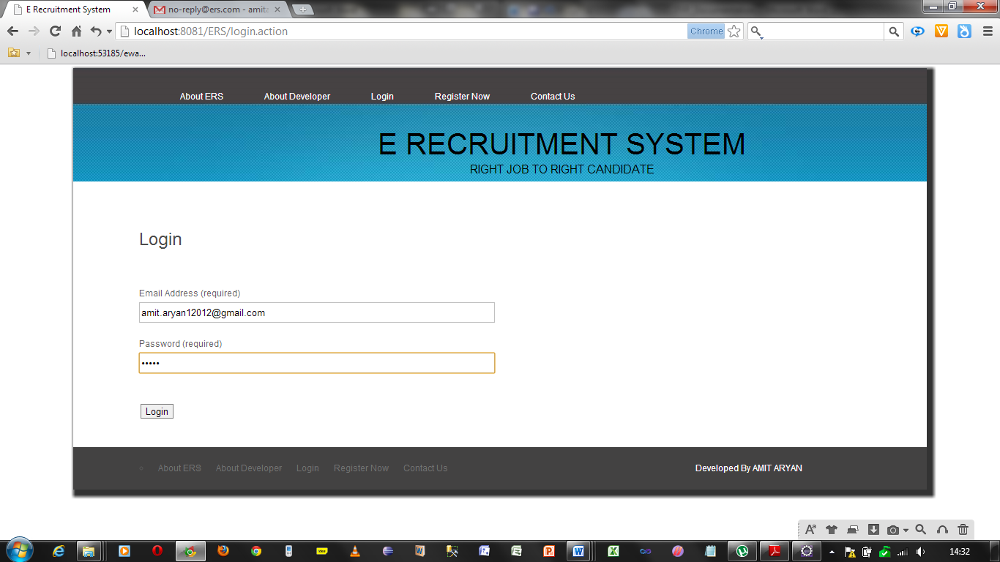 E Recruitment System
no-reply@ers.com - amita
localhost:8081/ERS/login.action
Chrome
localhost:53185/ewa...
About ERS About Developer Login Register Now Contact Us
E RECRUITMENT SYSTEM
RIGHT JOB TO RIGHT CANDIDATE
Login
Email Address (required)
amit.aryan12012@gmail.com
Password (required)
•••••
Login
About ERS About Developer Login Register Now Contact Us
Developed By AMIT ARYAN
14:32